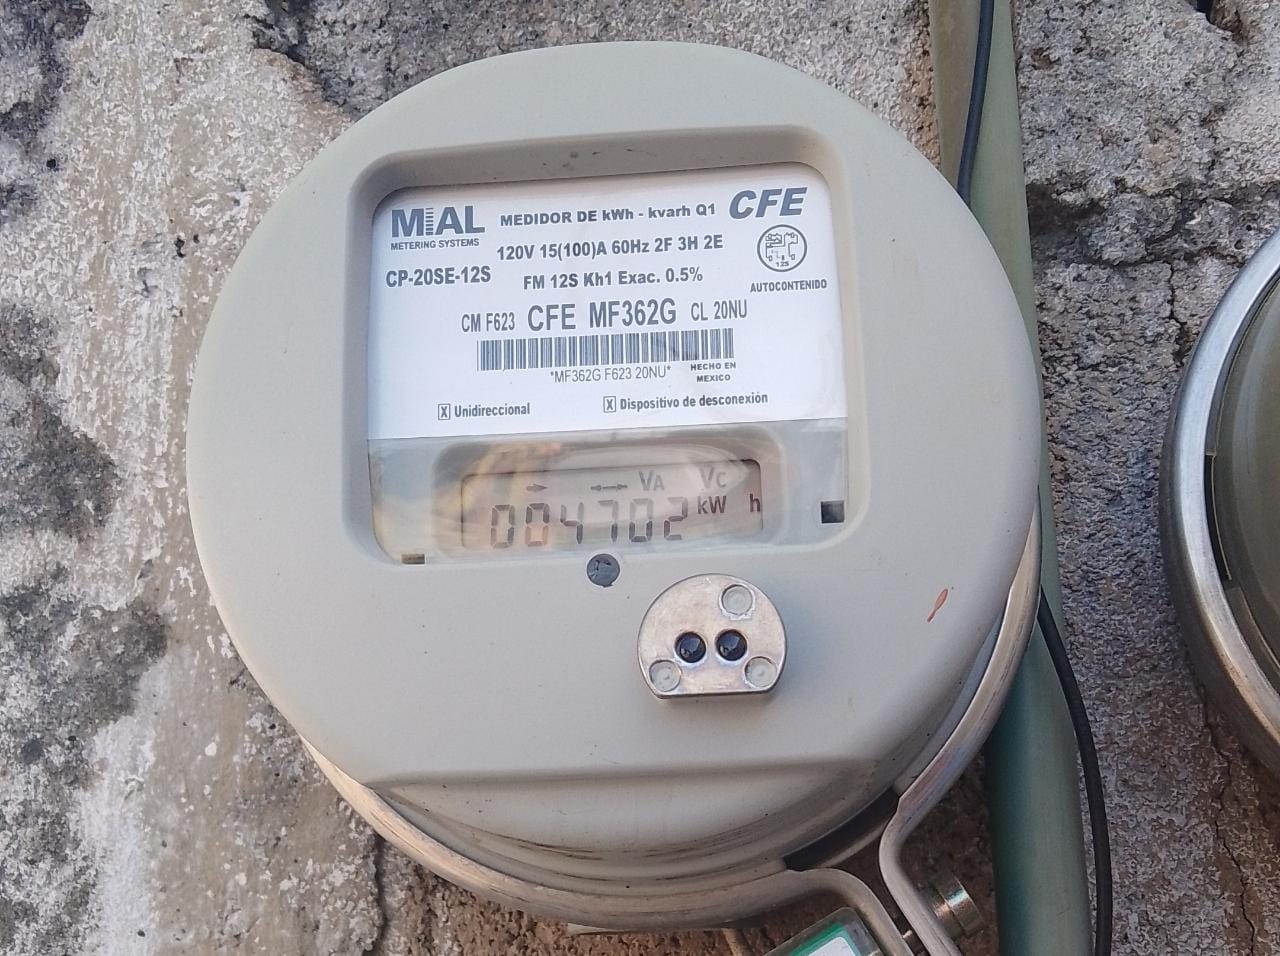 MIAL
METERING SYSTEMS
MEDIDOR DE kWh - kvarh Q1
CFE
120V 15(100)A 60Hz 2F 3H 2E
CP-20SE-12S
FM 12S Kh1 Exac. 0.5%
12S
AUTOCONTENIDO
CM F623 CFE MF362G CL 20NU
*MF362G F623 20NU*
HECHO EN
MEXICO
X Unidireccional
X Dispositivo de desconexión
VA VC
004702 kW h